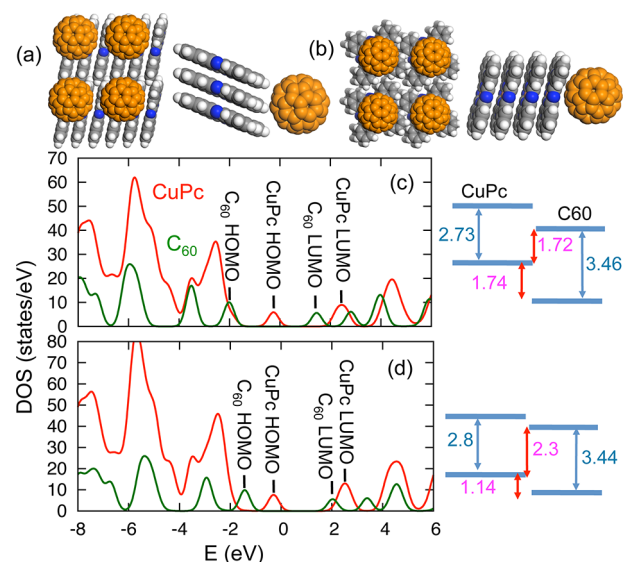 (a)
(b)
70
60
50
40
30
20
10
0
CuPc
C60
C60 HOMO
CuPc HOMO
C60 LUMO
CuPc LUMO
(c)
CuPc
C60
2.73
1.72
3.46
1.74
DOS (states/eV)
80
70
60
50
40
30
20
10
0
C60 HOMO
CuPc HOMO
C60 LUMO
CuPc LUMO
(d)
2.8
2.3
3.44
1.14
-8 -6 -4 -2 0 2 4 6
E (eV)